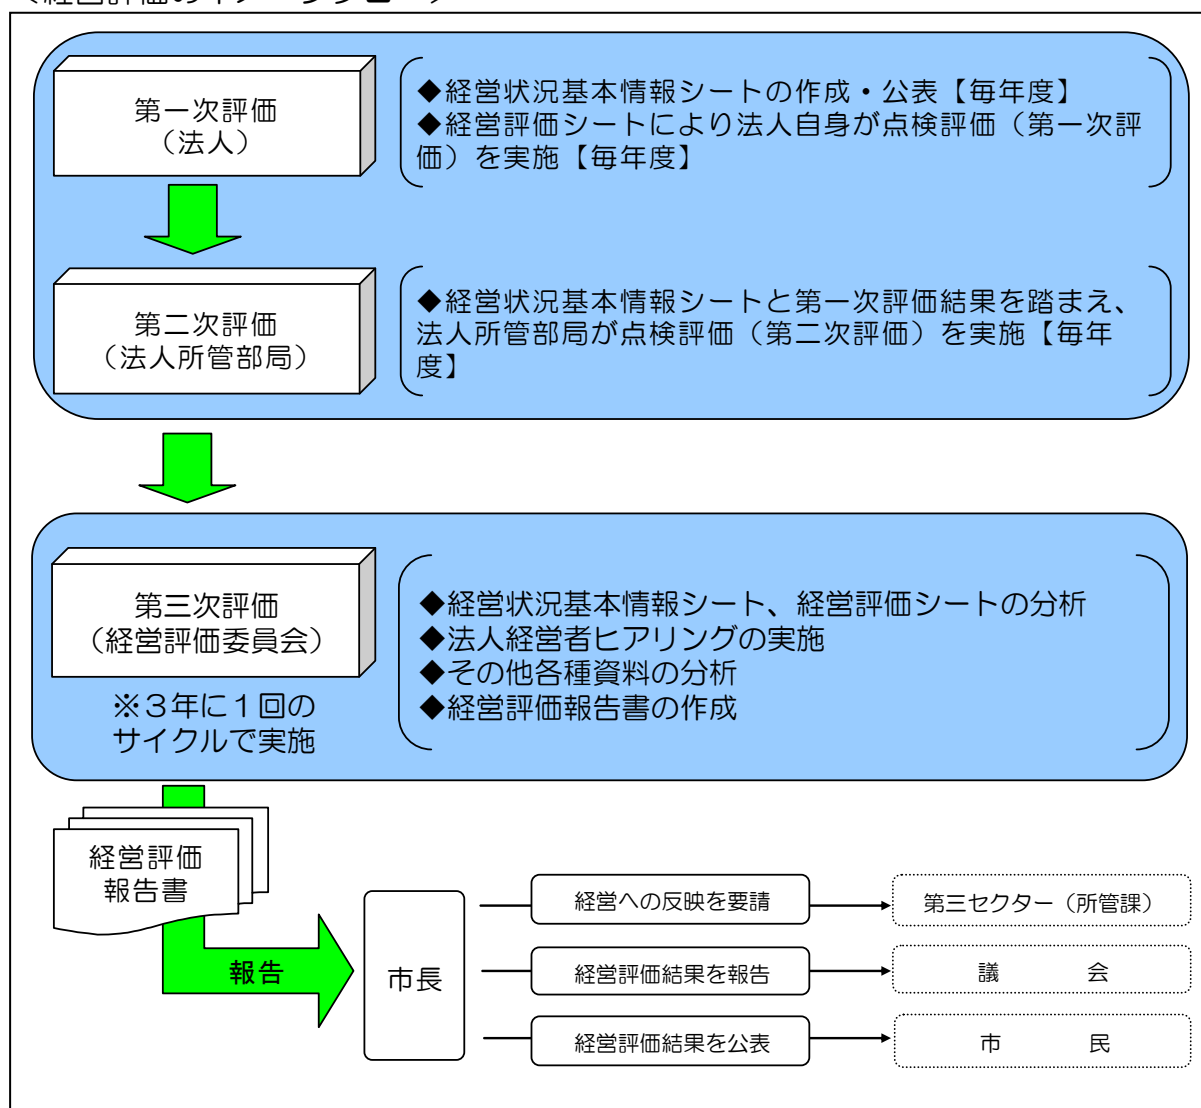 第一次評価
（法人）
◆経営状況基本情報シートの作成・公表【毎年度】
◆経営評価シートにより法人自身が点検評価（第一次評
価）を実施【毎年度】
第二次評価
（法人所管部局）
◆経営状況基本情報シートと第一次評価結果を踏まえ、
法人所管部局が点検評価（第二次評価）を実施【毎年
度】
第三次評価
（経営評価委員会）
※３年に１回の
サイクルで実施
◆経営状況基本情報シート、経営評価シートの分析
◆法人経営者ヒアリングの実施
◆その他各種資料の分析
◆経営評価報告書の作成
経営評価
報告書
報告
市長
経営への反映を要請
第三セクター（所管課）
経営評価結果を報告
議　　会
経営評価結果を公表
市　　民